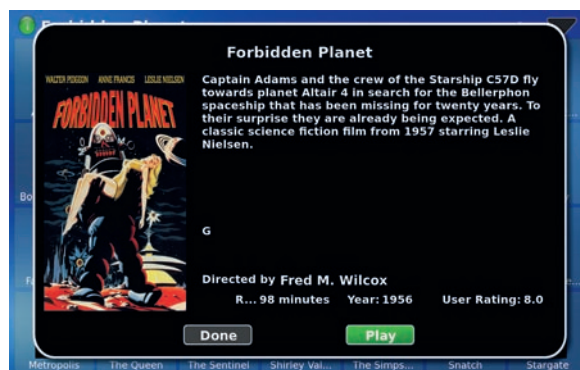 Forbidden Planet
WALTER PIDGEON ANNE FRANCIS LESLIE NIELSEN
FORBIDDEN PLANET
Captain Adams and the crew of the Starship C57D fly
towards planet Altair 4 in search for the Bellerphon
spaceship that has been missing for twenty years. To
their surprise they are already being expected. A
classic science fiction film from 1957 starring Leslie
Nielsen.
G
Directed by Fred M. Wilcox
R... 98 minutes Year: 1956 User Rating: 8.0
Done Play
Metropolis The Queen The Sentinel Shirley Val... The Simps... Snatch Stargate